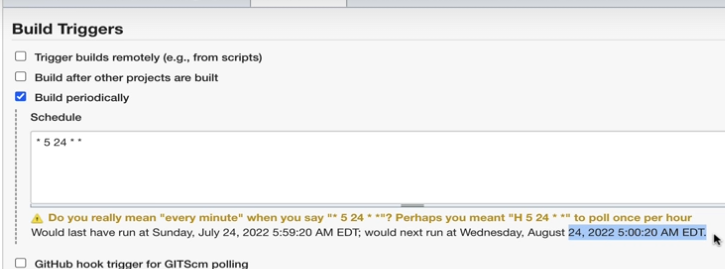 Build Triggers
Trigger builds remotely (e.g., from scripts)
Build after other projects are built
Build periodically
Schedule
* 5 24 * *
Do you really mean "every minute" when you say "* 5 24 * *"? Perhaps you meant "H 5 24 * *" to poll once per hour
Would last have run at Sunday, July 24, 2022 5:59:20 AM EDT; would next run at Wednesday, August 24, 2022 5:00:20 AM EDT.
GitHub hook trigger for GITScm polling